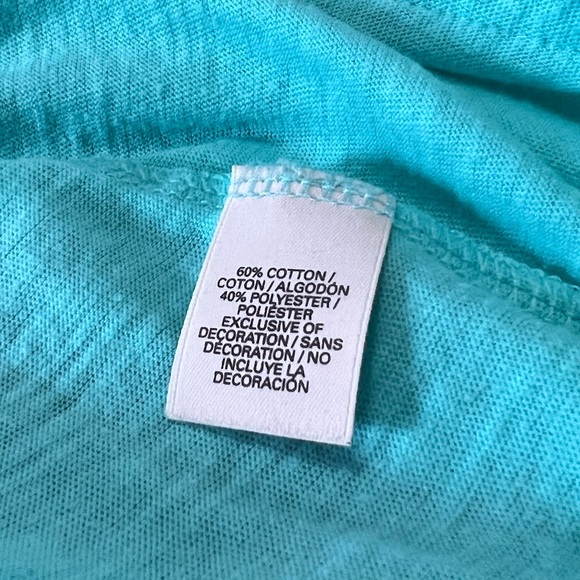 60% COTTON /
COTON / ALGODÓN
40% POLYESTER /
POLIÉSTER
EXCLUSIVE OF
DECORATION / SANS
DÉCORATION / NO
INCLUYE LA
DECORACIÓN